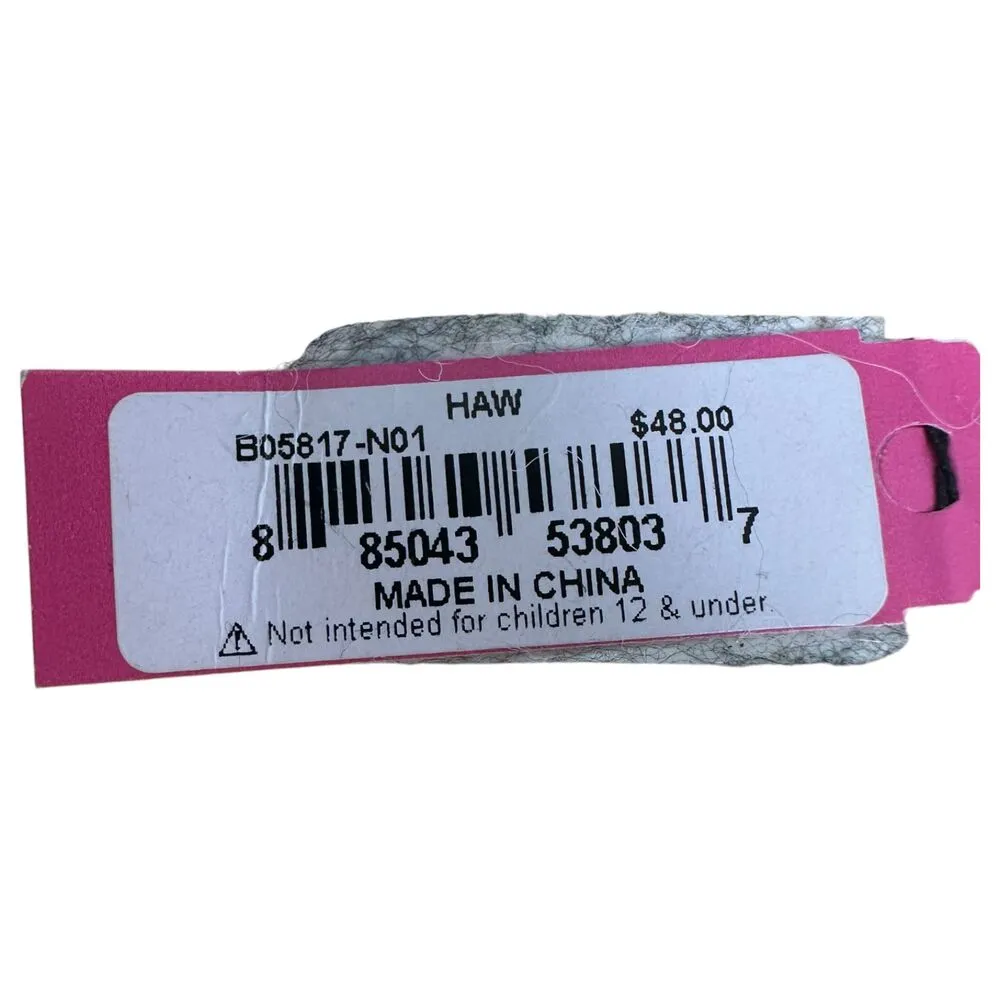 HAW
B05817-N01 $48.00
8 85043 53803 7
MADE IN CHINA
⚠ Not intended for children 12 & under.